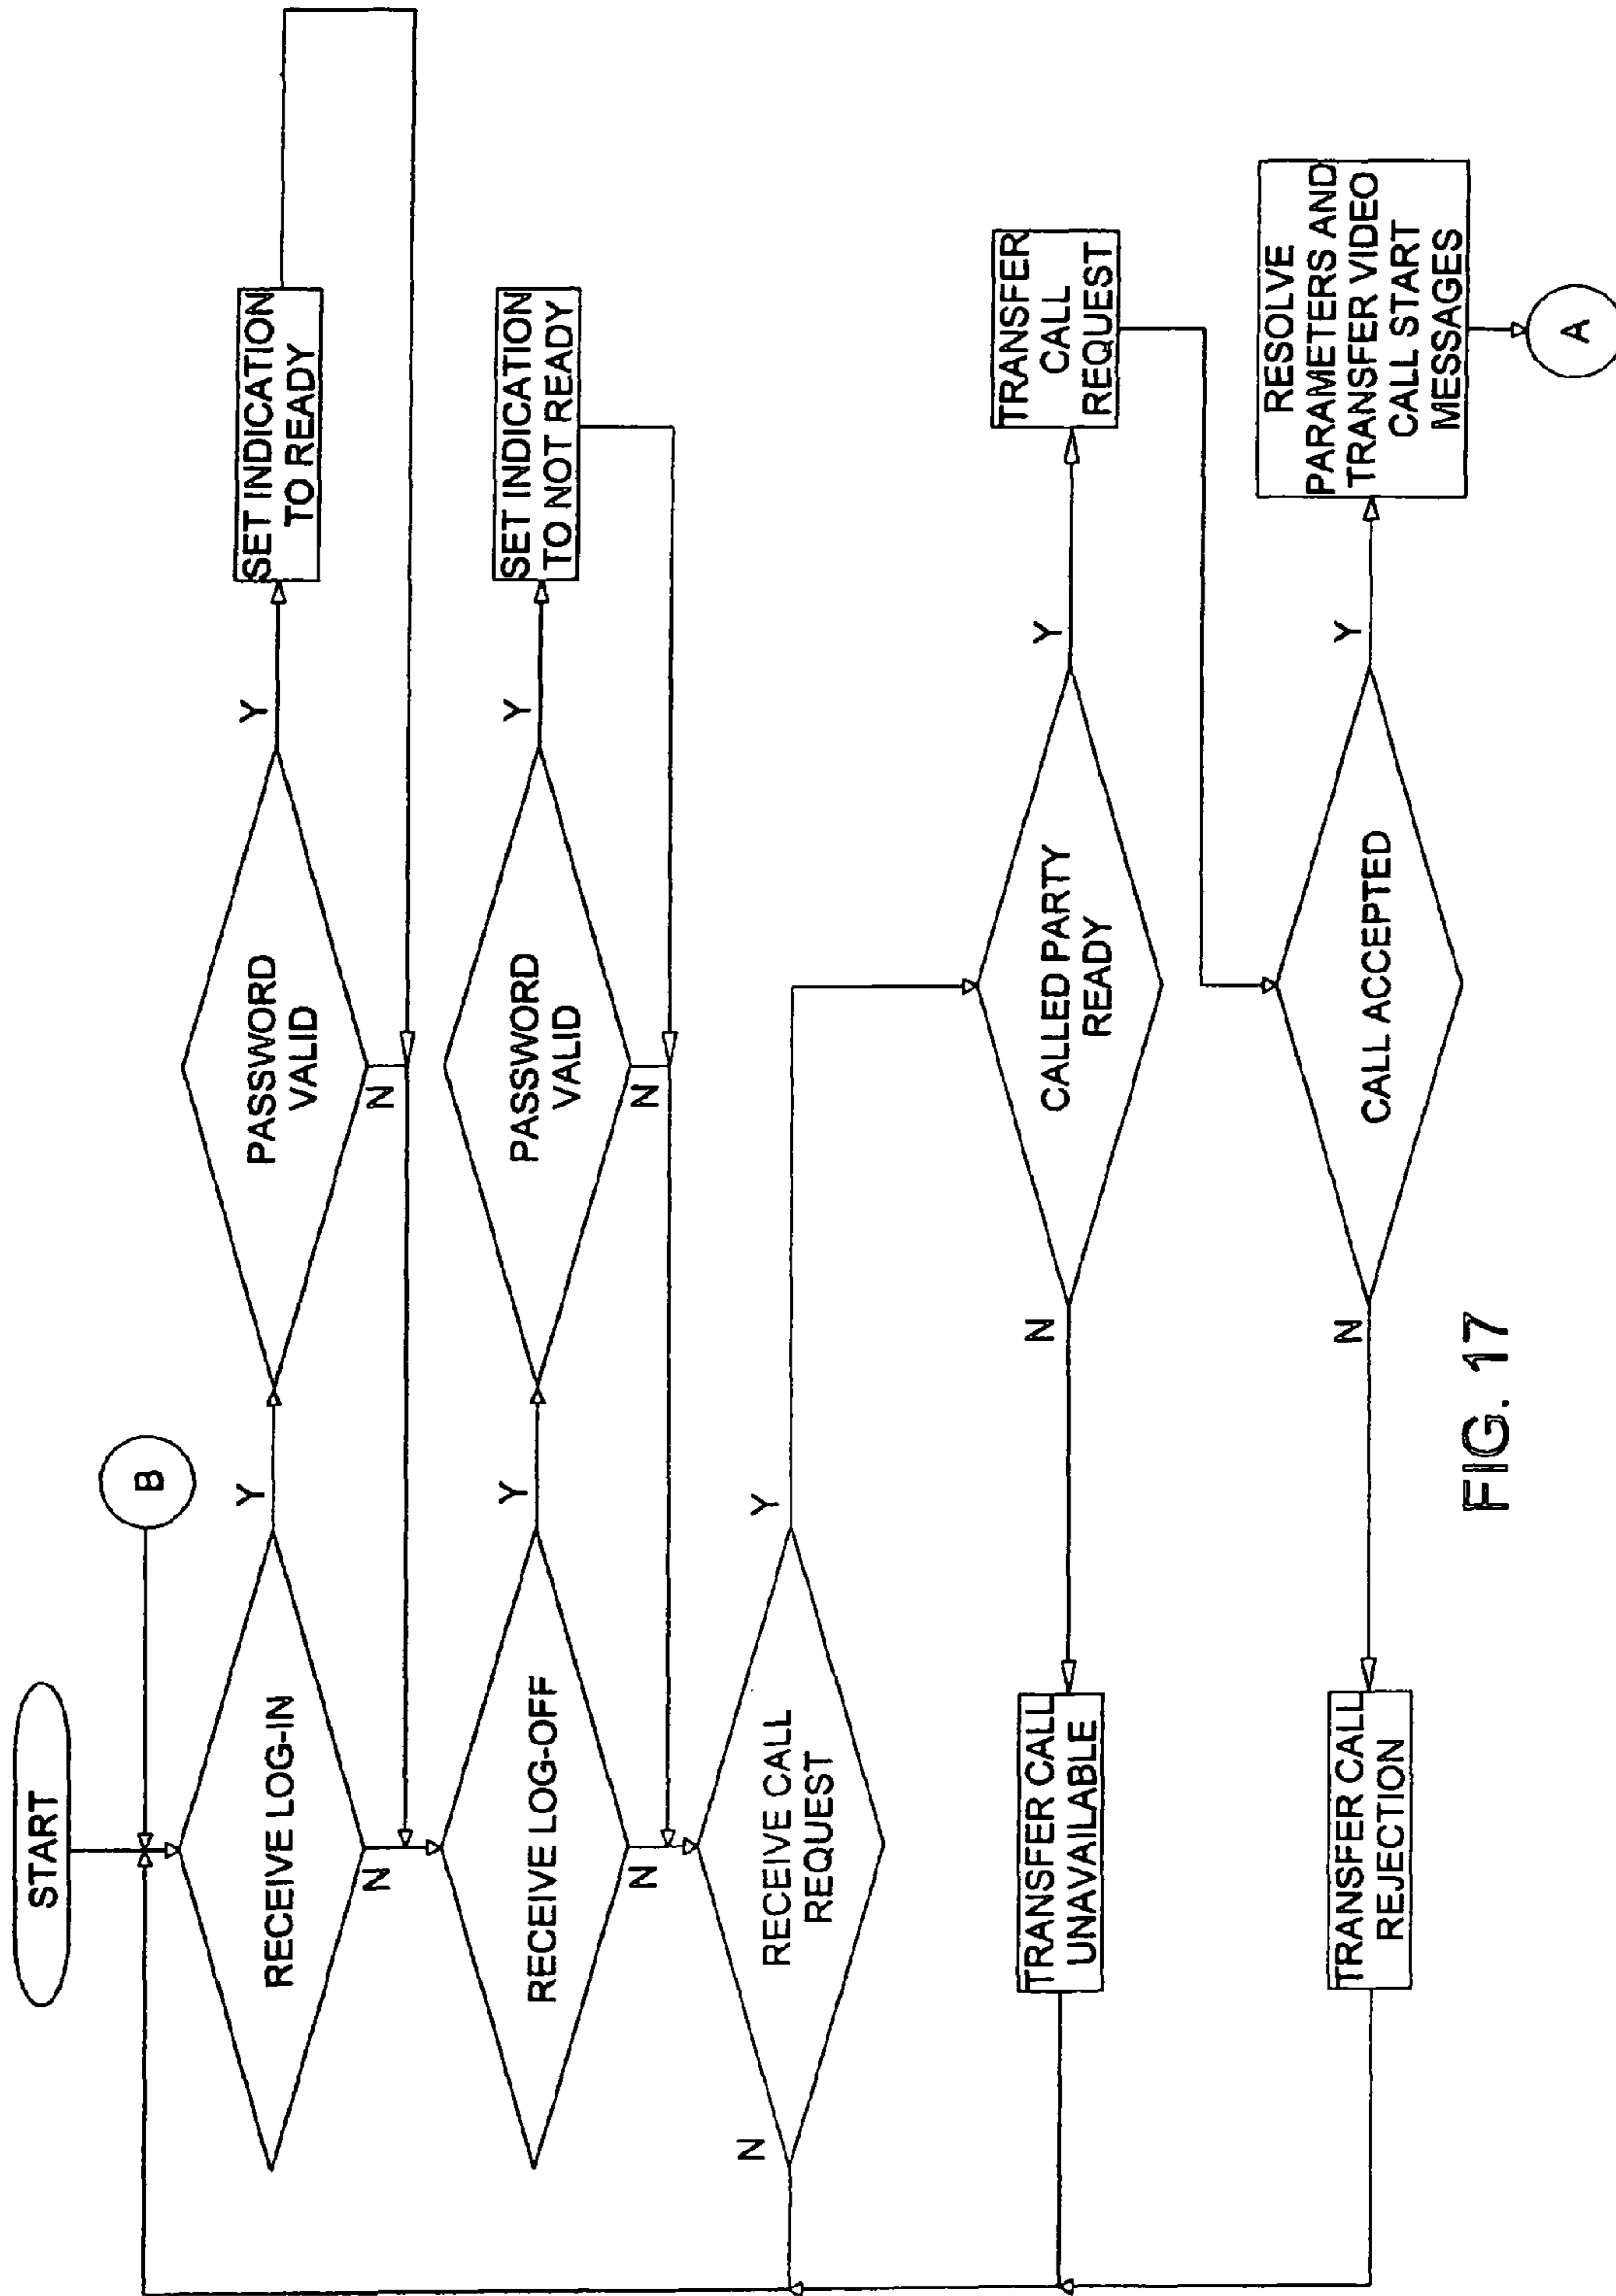 START
B
RECEIVE LOG-IN
Y
N
PASSWORD
VALID
Y
N
SET INDICATION
TO READY
RECEIVE LOG-OFF
Y
N
PASSWORD
VALID
Y
N
SET INDICATION
TO NOT READY
RECEIVE CALL
REQUEST
Y
N
CALLED PARTY
READY
Y
N
TRANSFER
CALL
REQUEST
TRANSFER CALL
UNAVAILABLE
CALL ACCEPTED
Y
N
RESOLVE
PARAMETERS AND
TRANSFER VIDEO
CALL START
MESSAGES
TRANSFER CALL
REJECTION
A
FIG. 17